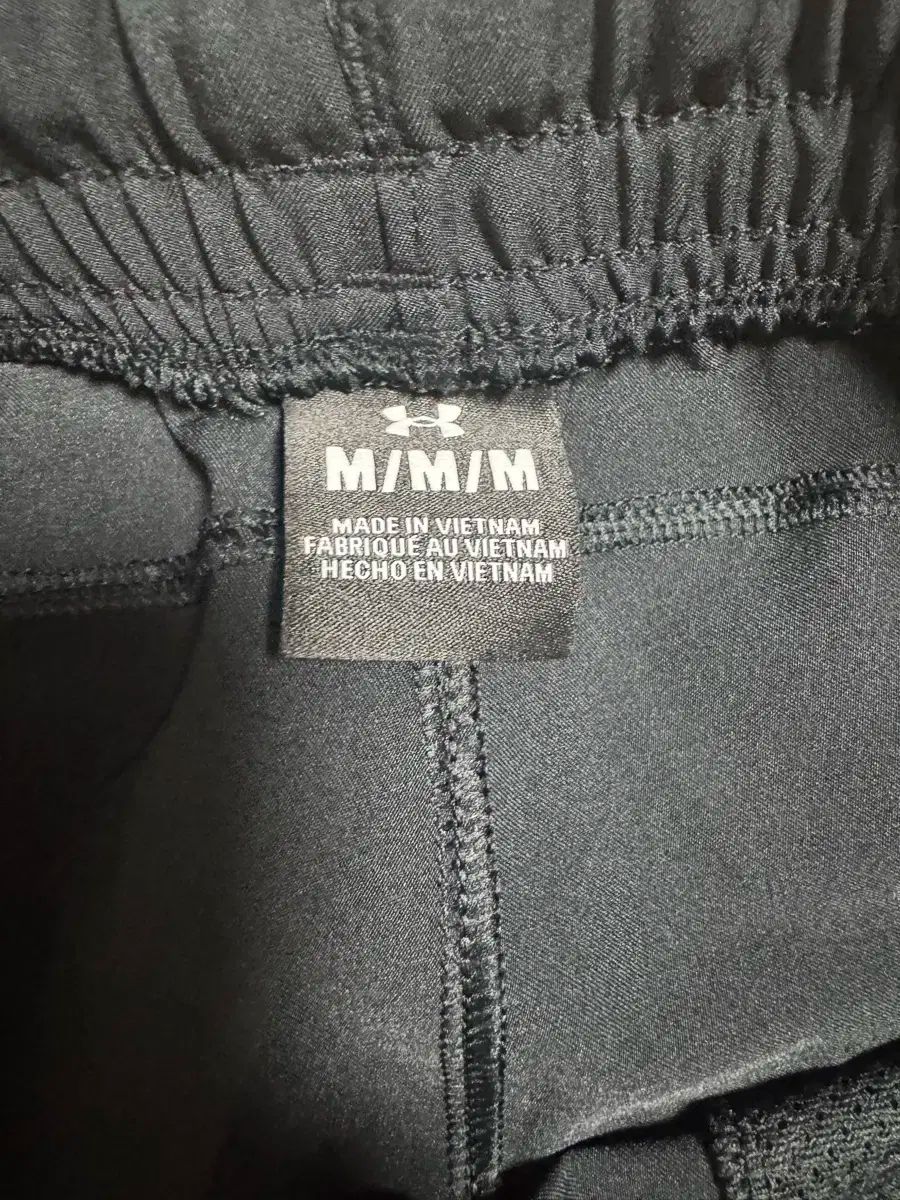 M/M/M
MADE IN VIETNAM
FABRIQUÉ AU VIETNAM
HECHO EN VIETNAM